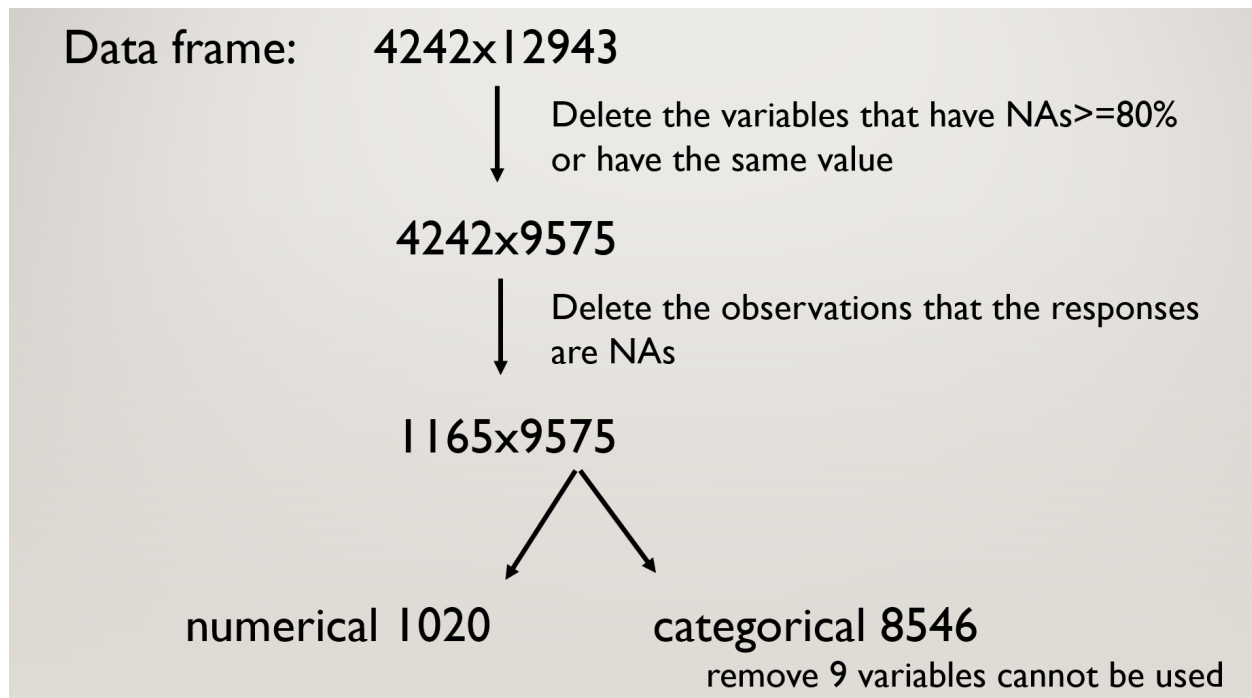 Data frame: 4242x12943
Delete the variables that have NAs>=80%
or have the same value
4242x9575
Delete the observations that the responses
are NAs
1165x9575
numerical 1020
categorical 8546
remove 9 variables cannot be used